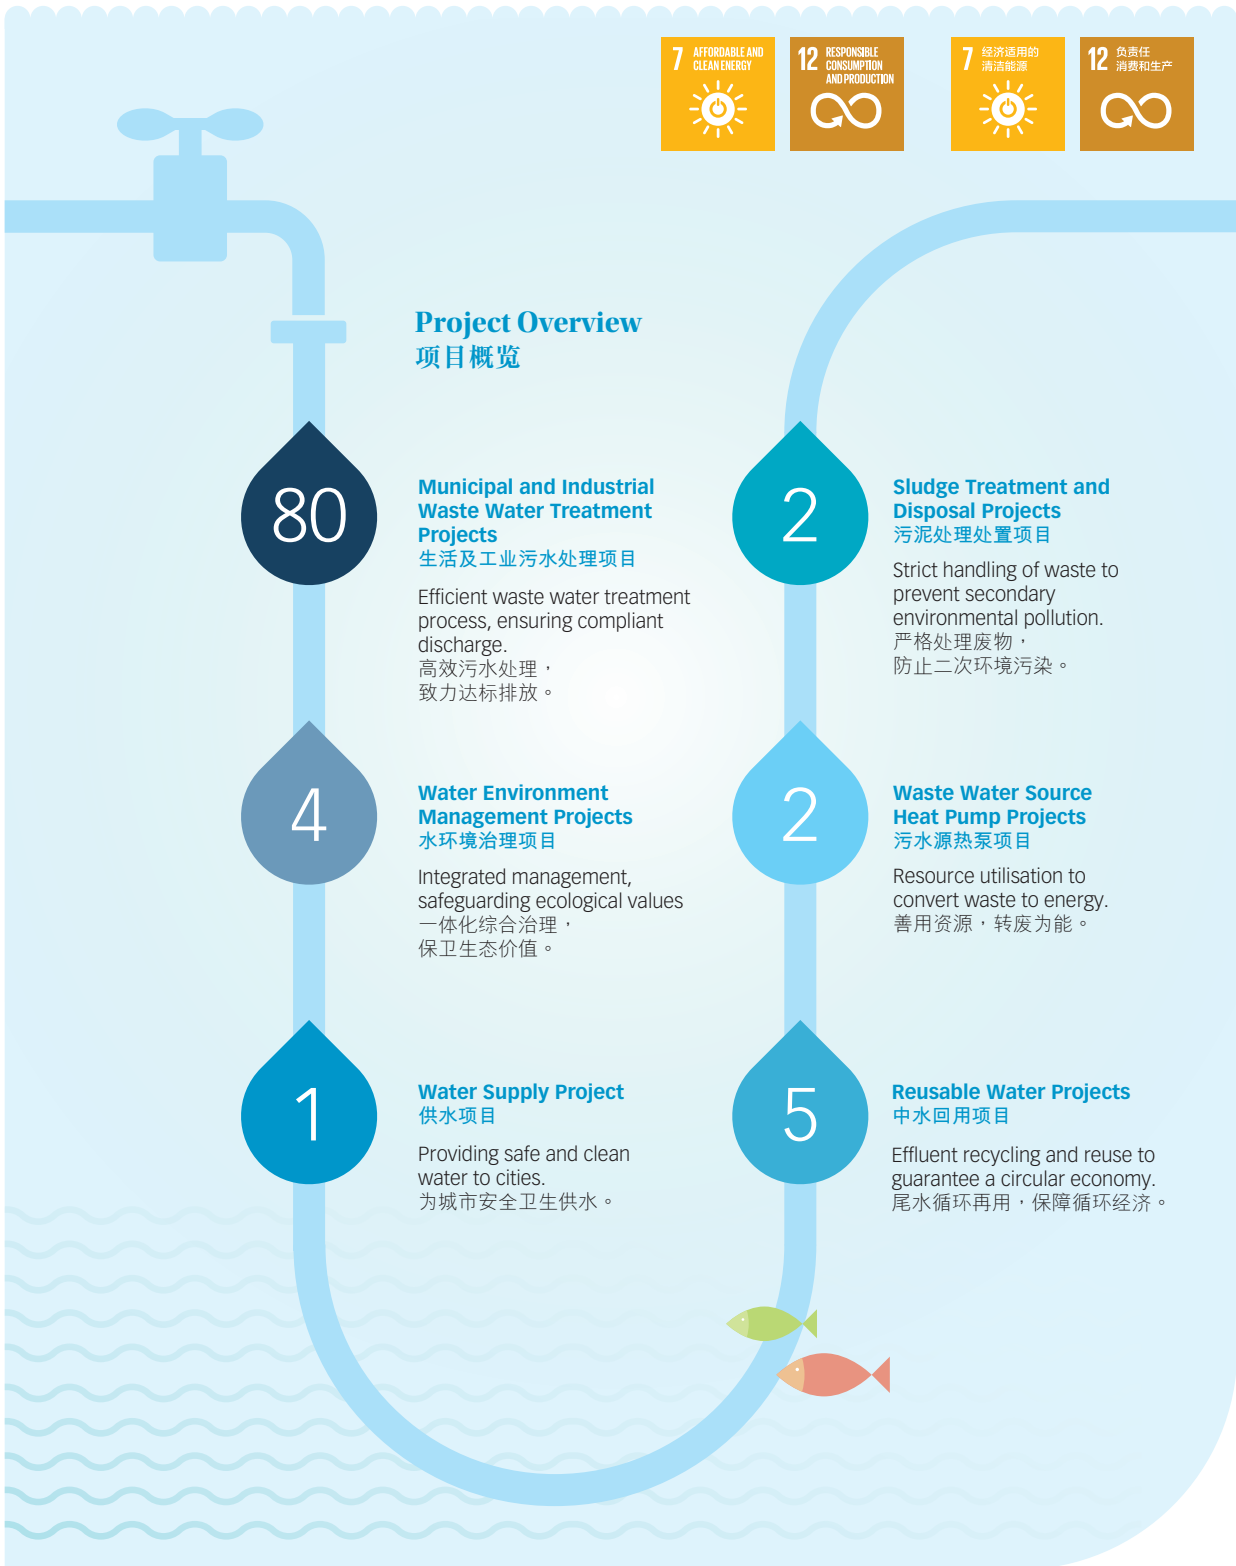 7 AFFORDABLE AND
CLEAN ENERGY
12 RESPONSIBLE
CONSUMPTION
AND PRODUCTION
7 经济适用的
清洁能源
12 负责任
消费和生产
Project Overview
项目概览
80
Municipal and Industrial
Waste Water Treatment
Projects
生活及工业污水处理项目
Efficient waste water treatment
process, ensuring compliant
discharge.
高效污水处理，
致力达标排放。
4
Water Environment
Management Projects
水环境治理项目
Integrated management,
safeguarding ecological values
一体化综合治理，
保卫生态价值。
1
Water Supply Project
供水项目
Providing safe and clean
water to cities.
为城市安全卫生供水。
2
Sludge Treatment and
Disposal Projects
污泥处理处置项目
Strict handling of waste to
prevent secondary
environmental pollution.
严格处理废物，
防止二次环境污染。
2
Waste Water Source
Heat Pump Projects
污水源热泵项目
Resource utilisation to
convert waste to energy.
善用资源，转废为能。
5
Reusable Water Projects
中水回用项目
Effluent recycling and reuse to
guarantee a circular economy.
尾水循环再用，保障循环经济。